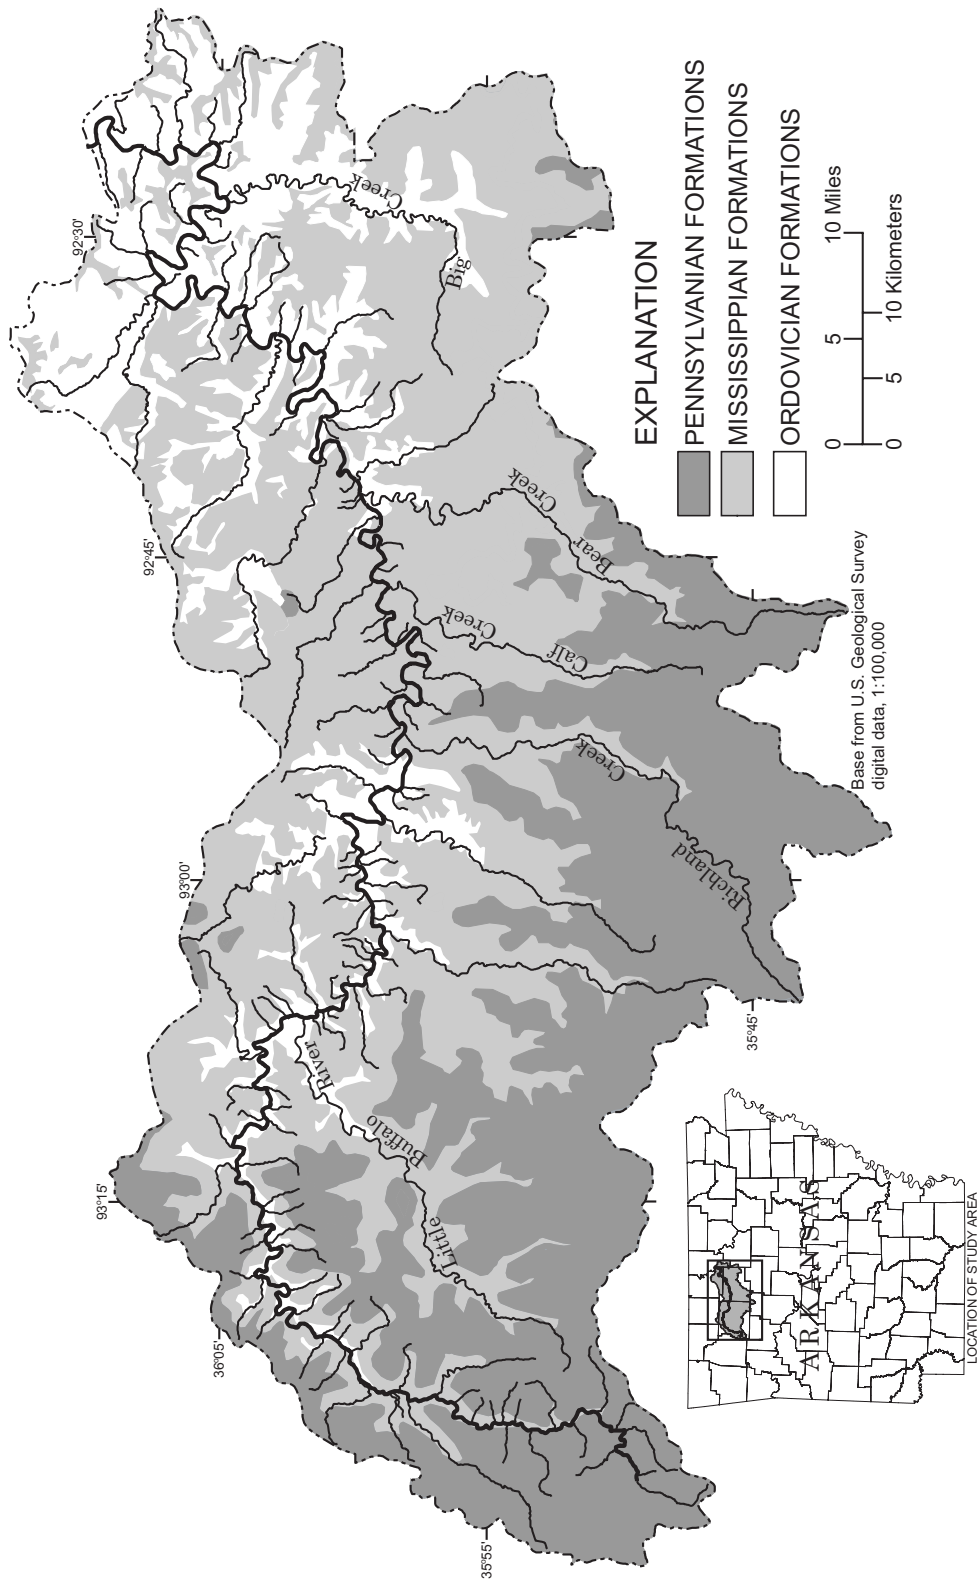 92°30'
92°45'
93°00'
93°15'
36°05'
35°55'
35°45'
Big
Creek
Bear
Creek
Calf
Creek
Richland
Creek
Little
Buffalo
River
EXPLANATION
PENNSYLVANIAN FORMATIONS
MISSISSIPPIAN FORMATIONS
ORDOVICIAN FORMATIONS
0 5 10 Miles
0 5 10 Kilometers
Base from U.S. Geological Survey
digital data, 1:100,000
ARKANSAS
LOCATION OF STUDY AREA